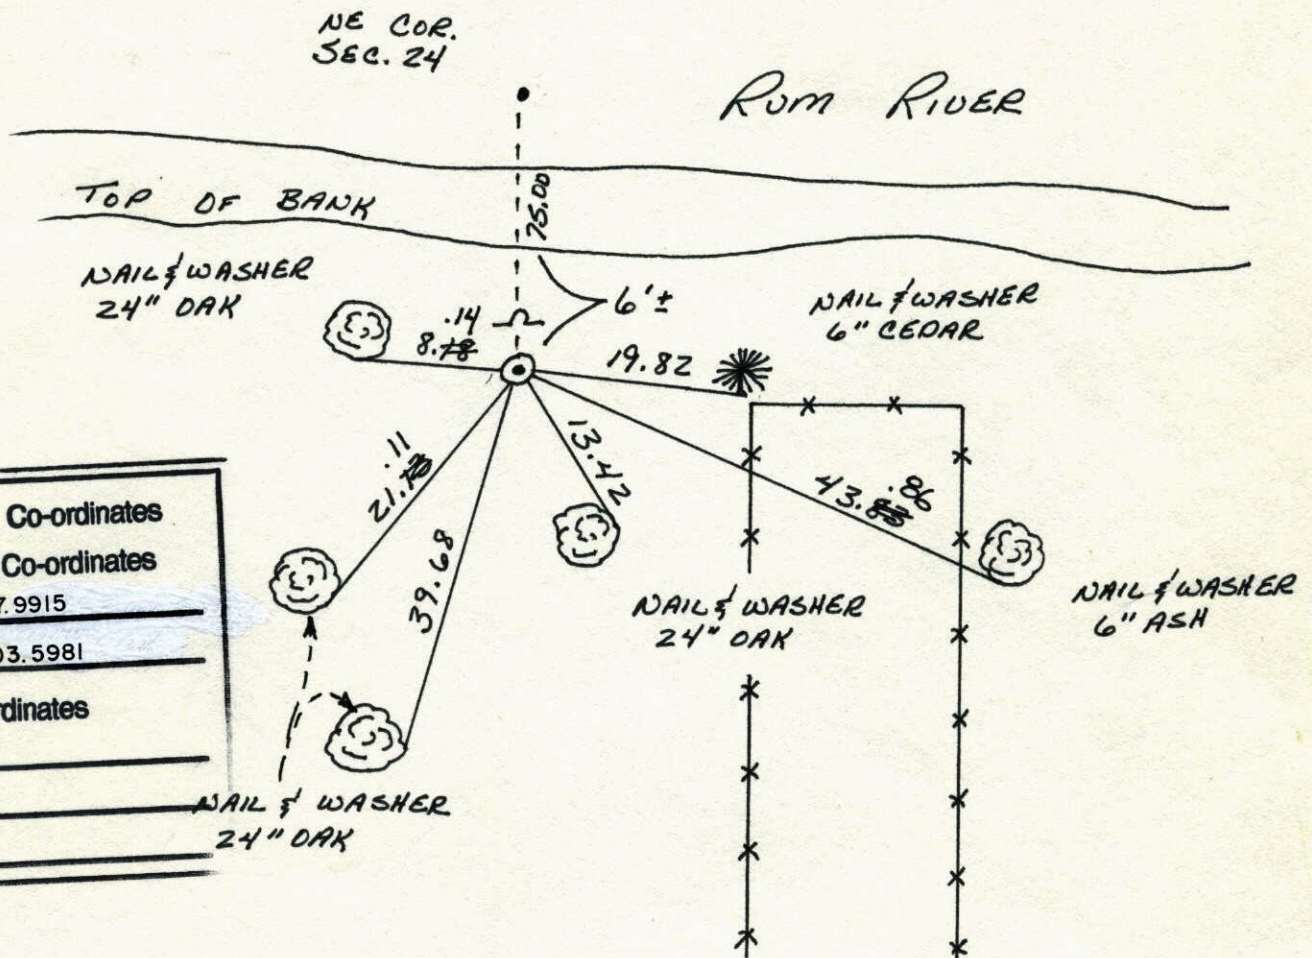 NE COR.
SEC. 24
RUM RIVER
TOP OF BANK
75.00
NAIL & WASHER
24" OAK
6' ±
NAIL & WASHER
6" CEDAR
.14
8.18
19.82
.11
21.13
13.42
.86
43.83
39.68
Co-ordinates
Co-ordinates
7.9915
03.5981
rdinates
NAIL & WASHER
24" OAK
NAIL & WASHER
6" ASH
NAIL & WASHER
24" OAK